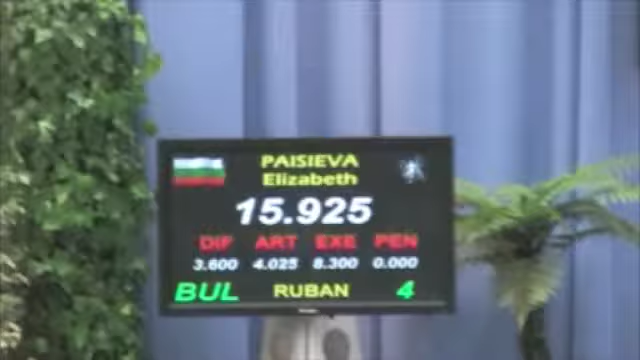 PAISIEVA
Elizabeth
15.925
DIF ART EXE PEN
3.600 4.025 8.300 0.000
BUL RUBAN 4